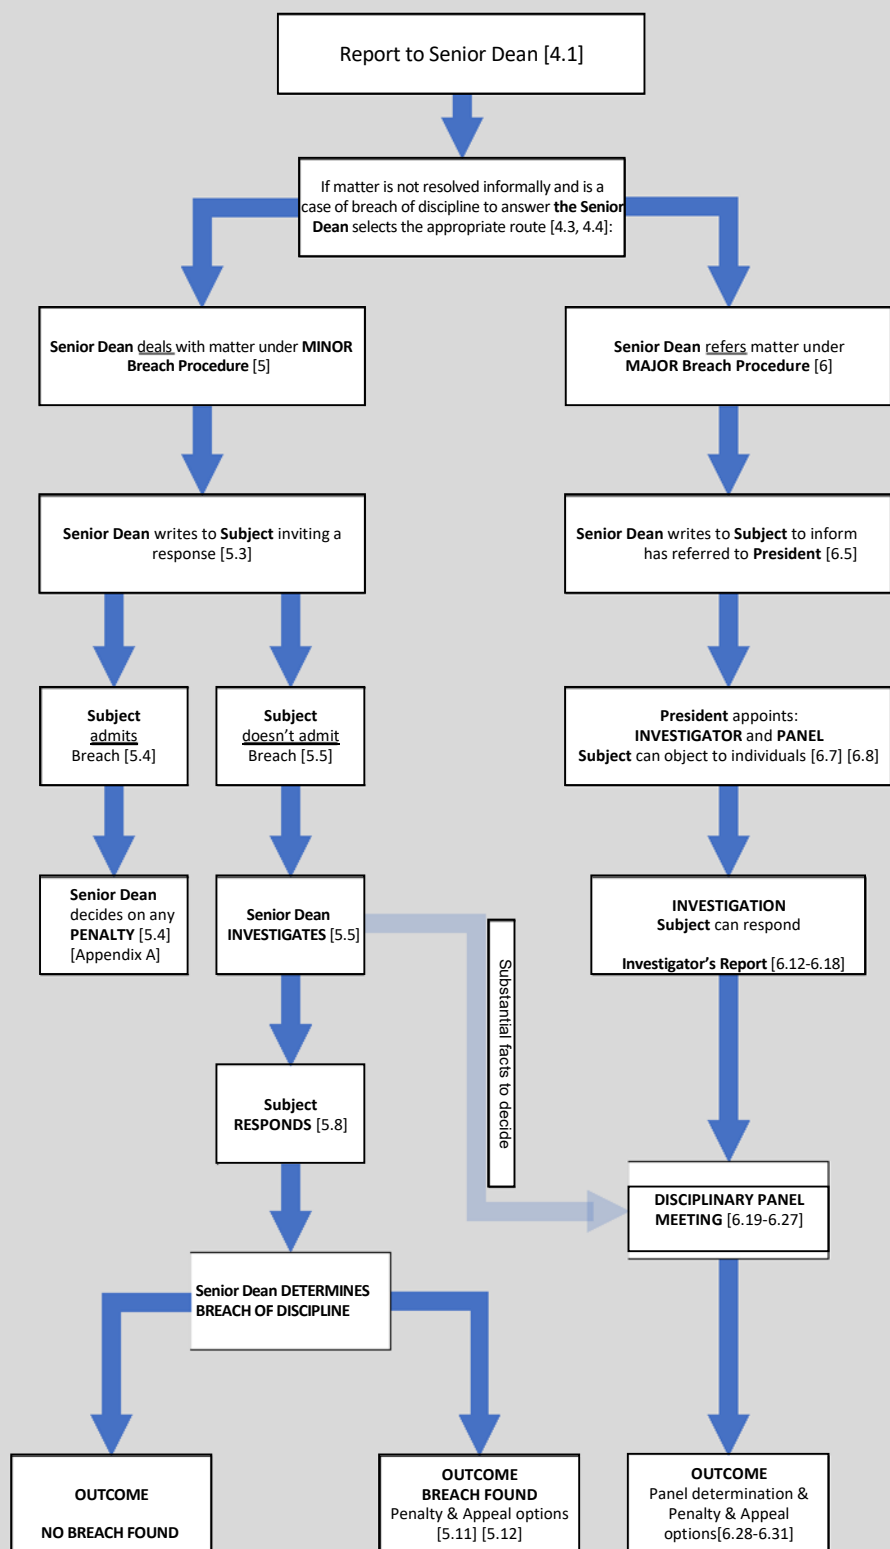 Report to Senior Dean [4.1]
If matter is not resolved informally and is a
case of breach of discipline to answer the Senior
Dean selects the appropriate route [4.3, 4.4]:
Senior Dean deals with matter under MINOR
Breach Procedure [5]
Senior Dean refers matter under
MAJOR Breach Procedure [6]
Senior Dean writes to Subject inviting a
response [5.3]
Senior Dean writes to Subject to inform
has referred to President [6.5]
Subject
admits
Breach [5.4]
Subject
doesn’t admit
Breach [5.5]
President appoints:
INVESTIGATOR and PANEL
Subject can object to individuals [6.7] [6.8]
Senior Dean
decides on any
PENALTY [5.4]
[Appendix A]
Senior Dean
INVESTIGATES [5.5]
Substantial facts to decide
INVESTIGATION
Subject can respond
Investigator’s Report [6.12-6.18]
Subject
RESPONDS [5.8]
DISCIPLINARY PANEL
MEETING [6.19-6.27]
Senior Dean DETERMINES
BREACH OF DISCIPLINE
OUTCOME
NO BREACH FOUND
OUTCOME
BREACH FOUND
Penalty & Appeal options
[5.11] [5.12]
OUTCOME
Panel determination &
Penalty & Appeal
options[6.28-6.31]